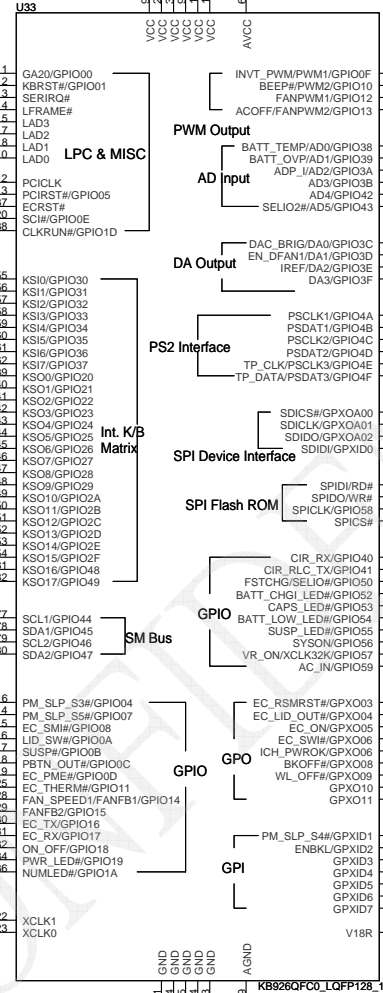 U33
VCC
VCC
VCC
VCC
VCC
VCC
AVCC
GA20/GPIO00
KBRST#/GPIO01
SERIRQ#
LFRAME#
LAD3
LAD2
LAD1
LAD0
LPC & MISC
PCICLK
PCIRST#/GPIO05
ECRST#
SCI#/GPIO0E
CLKRUN#/GPIO1D
INVT_PWM/PWM1/GPIO0F
BEEP#/PWM2/GPIO10
FANPWM1/GPIO12
ACOFF/FANPWM2/GPIO13
PWM Output
BATT_TEMP/AD0/GPIO38
BATT_OVP/AD1/GPIO39
ADP_I/AD2/GPIO3A
AD3/GPIO3B
AD4/GPIO42
SELIO2#/AD5/GPIO43
AD Input
DAC_BRIG/DA0/GPIO3C
EN_DFAN1/DA1/GPIO3D
IREF/DA2/GPIO3E
DA3/GPIO3F
DA Output
KSI0/GPIO30
KSI1/GPIO31
KSI2/GPIO32
KSI3/GPIO33
KSI4/GPIO34
KSI5/GPIO35
KSI6/GPIO36
KSI7/GPIO37
KSO0/GPIO20
KSO1/GPIO21
KSO2/GPIO22
KSO3/GPIO23
KSO4/GPIO24
KSO5/GPIO25
KSO6/GPIO26
KSO7/GPIO27
KSO8/GPIO28
KSO9/GPIO29
KSO10/GPIO2A
KSO11/GPIO2B
KSO12/GPIO2C
KSO13/GPIO2D
KSO14/GPIO2E
KSO15/GPIO2F
KSO16/GPIO48
KSO17/GPIO49
Int. K/B
Matrix
PSCLK1/GPIO4A
PSDAT1/GPIO4B
PSCLK2/GPIO4C
PSDAT2/GPIO4D
TP_CLK/PSCLK3/GPIO4E
TP_DATA/PSDAT3/GPIO4F
PS2 Interface
SDICS#/GPXOA00
SDICLK/GPXOA01
SDIDO/GPXOA02
SDIDI/GPXID0
SPI Device Interface
SPIDI/RD#
SPIDO/WR#
SPICLK/GPIO58
SPICS#
SPI Flash ROM
CIR_RX/GPIO40
CIR_RLC_TX/GPIO41
FSTCHG/SELIO#/GPIO50
BATT_CHGI_LED#/GPIO52
CAPS_LED#/GPIO53
BATT_LOW_LED#/GPIO54
SUSP_LED#/GPIO55
SYSON/GPIO56
VR_ON/XCLK32K/GPIO57
AC_IN/GPIO59
GPIO
SCL1/GPIO44
SDA1/GPIO45
SCL2/GPIO46
SDA2/GPIO47
SM Bus
PM_SLP_S3#/GPIO04
PM_SLP_S5#/GPIO07
EC_SMI#/GPIO08
LID_SW#/GPIO0A
SUSP#/GPIO0B
PBTN_OUT#/GPIO0C
EC_PME#/GPIO0D
EC_THERM#/GPIO11
FAN_SPEED1/FANFB1/GPIO14
FANFB2/GPIO15
EC_TX/GPIO16
EC_RX/GPIO17
ON_OFF/GPIO18
PWR_LED#/GPIO19
NUMLED#/GPIO1A
GPIO
EC_RSMRST#/GPXO03
EC_LID_OUT#/GPXO04
EC_ON/GPXO05
EC_SWI#/GPXO06
ICH_PWROK/GPXO06
BKOFF#/GPXO08
WL_OFF#/GPXO09
GPXO10
GPXO11
GPO
PM_SLP_S4#/GPXID1
ENBKL/GPXID2
GPXID3
GPXID4
GPXID5
GPXID6
GPXID7
GPI
XCLK1
XCLK0
V18R
GND
GND
GND
GND
GND
AGND
KB926QFC0_LQFP128_1